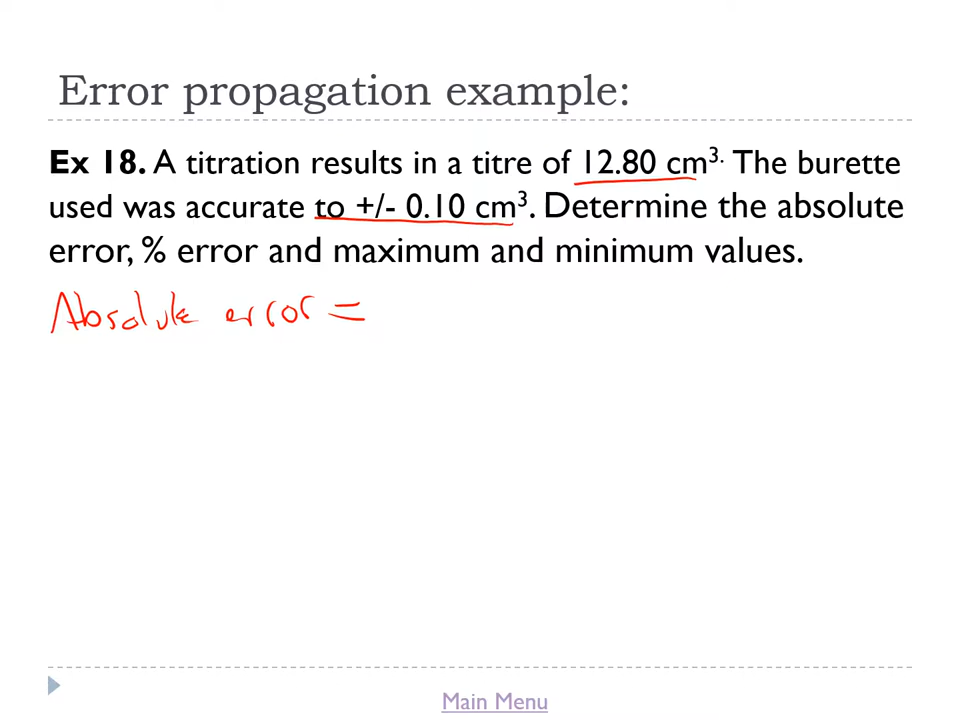 Error propagation example:
Ex 18. A titration results in a titre of 12.80 cm³. The burette
used was accurate to +/- 0.10 cm³. Determine the absolute
error, % error and maximum and minimum values.
Absolute error =
Main Menu